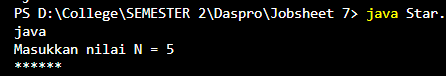 PS D:\College\SEMESTER 2\Daspro\Jobsheet 7> java Star.
java
Masukkan nilai N = 5
******